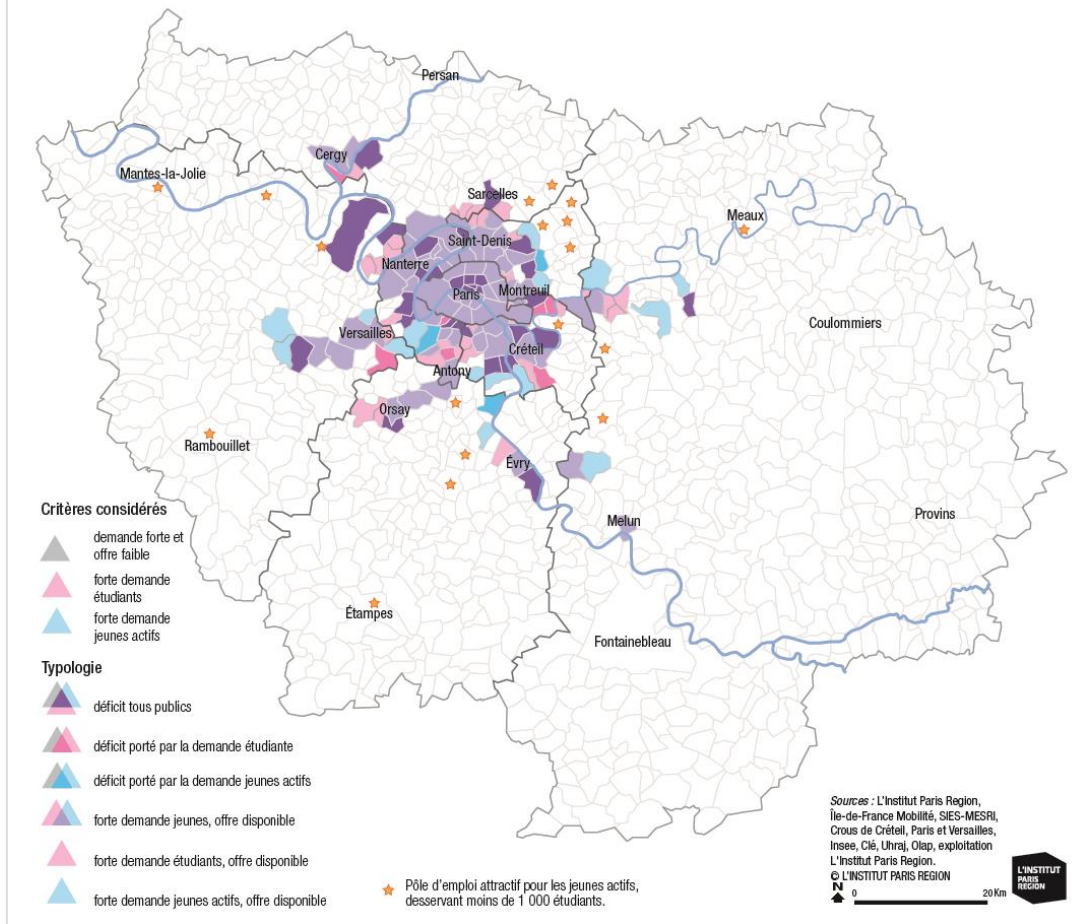 Persan
Cergy
Mantes-la-Jolie
Sarcelles
Meaux
Saint-Denis
Nanterre
Paris
Montreuil
Coulommiers
Versailles
Créteil
Antony
Orsay
Rambouillet
Évry
Melun
Provins
Étampes
Fontainebleau
Critères considérés
demande forte et
offre faible
forte demande
étudiants
forte demande
jeunes actifs
Typologie
déficit tous publics
déficit porté par la demande étudiante
déficit porté par la demande jeunes actifs
forte demande jeunes, offre disponible
forte demande étudiants, offre disponible
forte demande jeunes actifs, offre disponible
Pôle d'emploi attractif pour les jeunes actifs,
desservant moins de 1 000 étudiants.
Sources : L'Institut Paris Region,
Île-de-France Mobilité, SIES-MESRI,
Crous de Créteil, Paris et Versailles,
Insee, Clé, Uhraj, Olap, exploitation
L'Institut Paris Region.
© L'INSTITUT PARIS REGION
N
0 20 Km
L'INSTITUT
PARIS
REGION